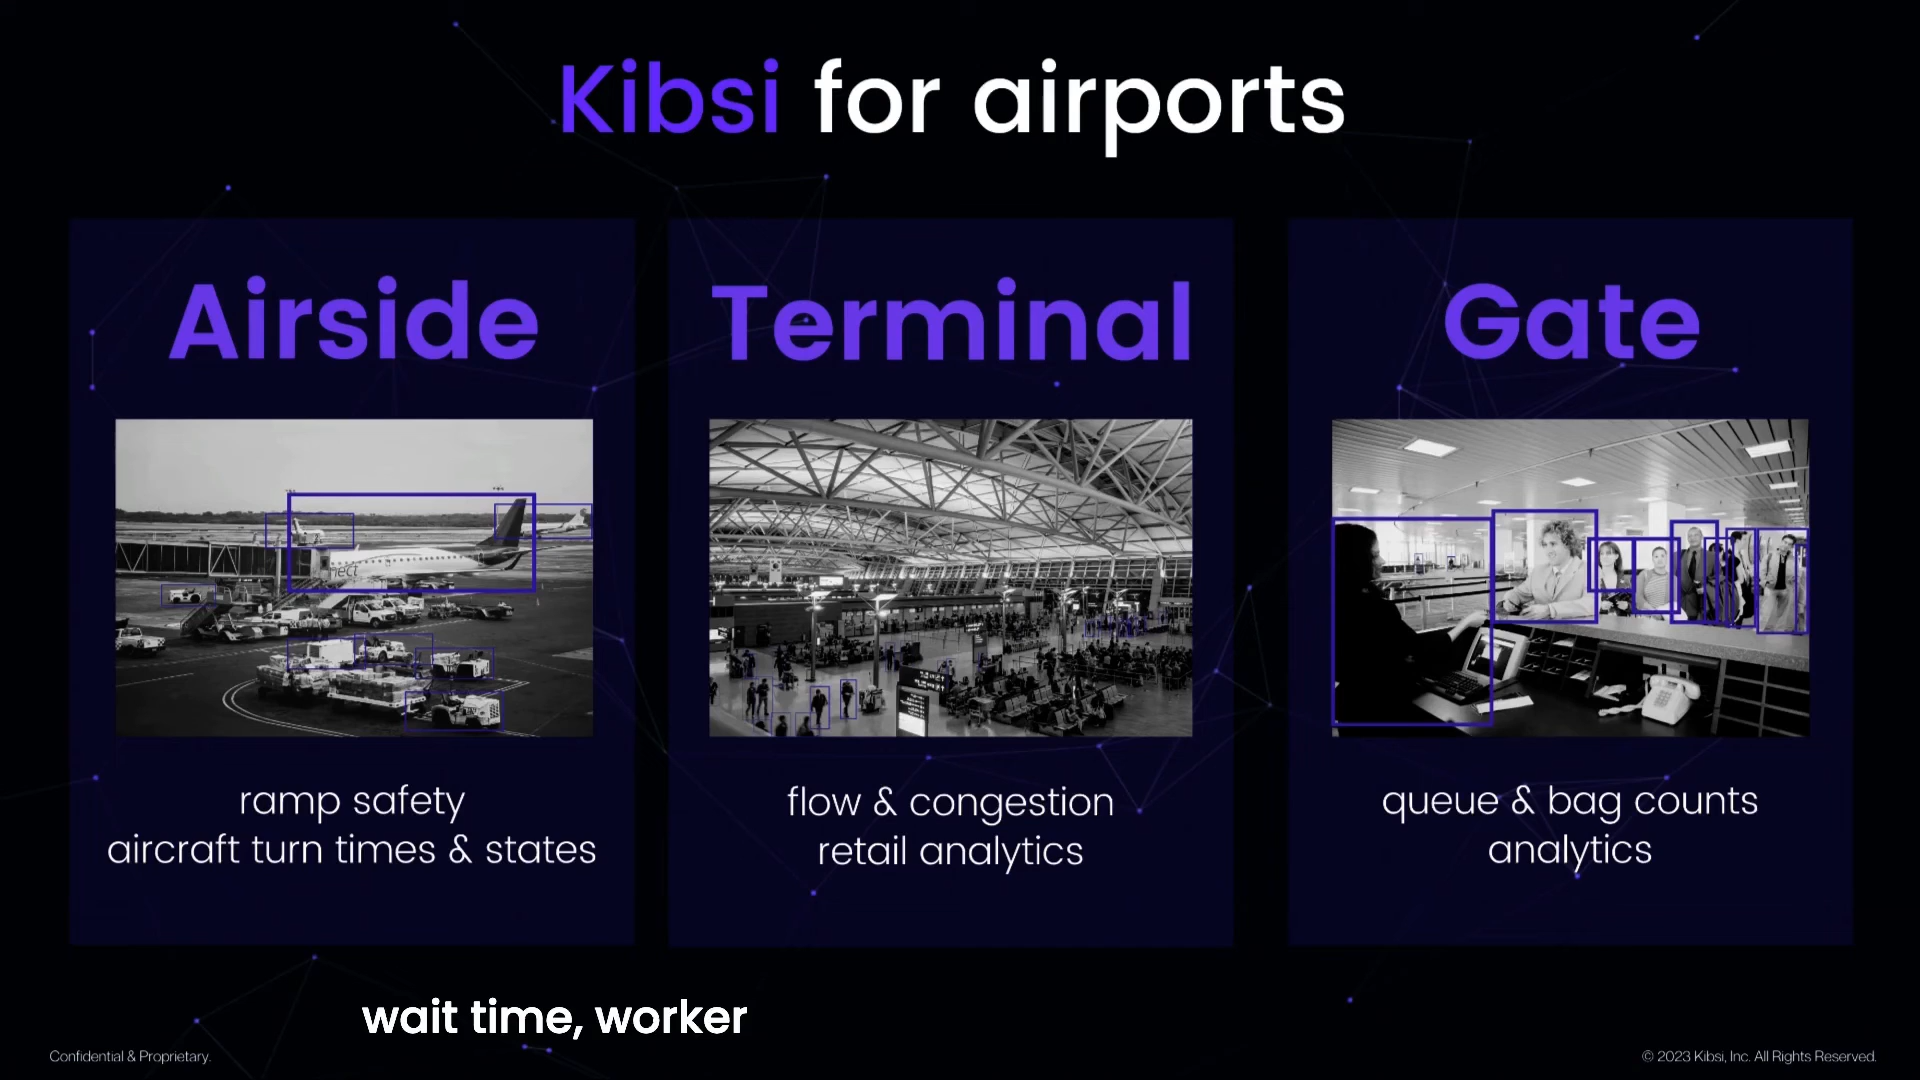 Kibsi for airports
Airside
nect
ramp safety
aircraft turn times & states
Terminal
flow & congestion
retail analytics
Gate
queue & bag counts
analytics
wait time, worker
Confidential & Proprietary.
© 2023 Kibsi, Inc. All Rights Reserved.